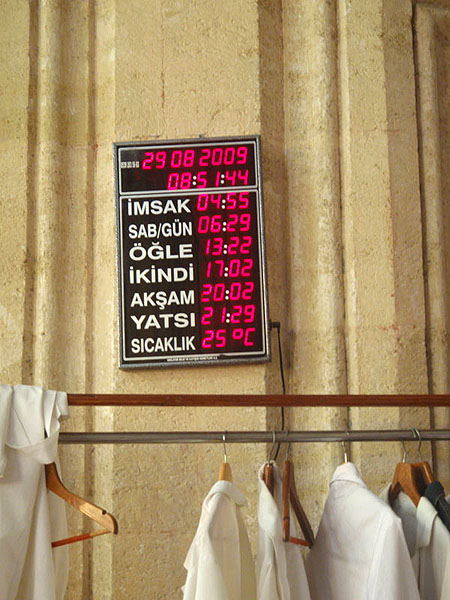 29 08 2009
08:51:44
İMSAK 04:55
SAB/GÜN 06:29
ÖĞLE 13:22
İKİNDİ 17:02
AKŞAM 20:02
YATSI 21:29
SICAKLIK 25 ºC